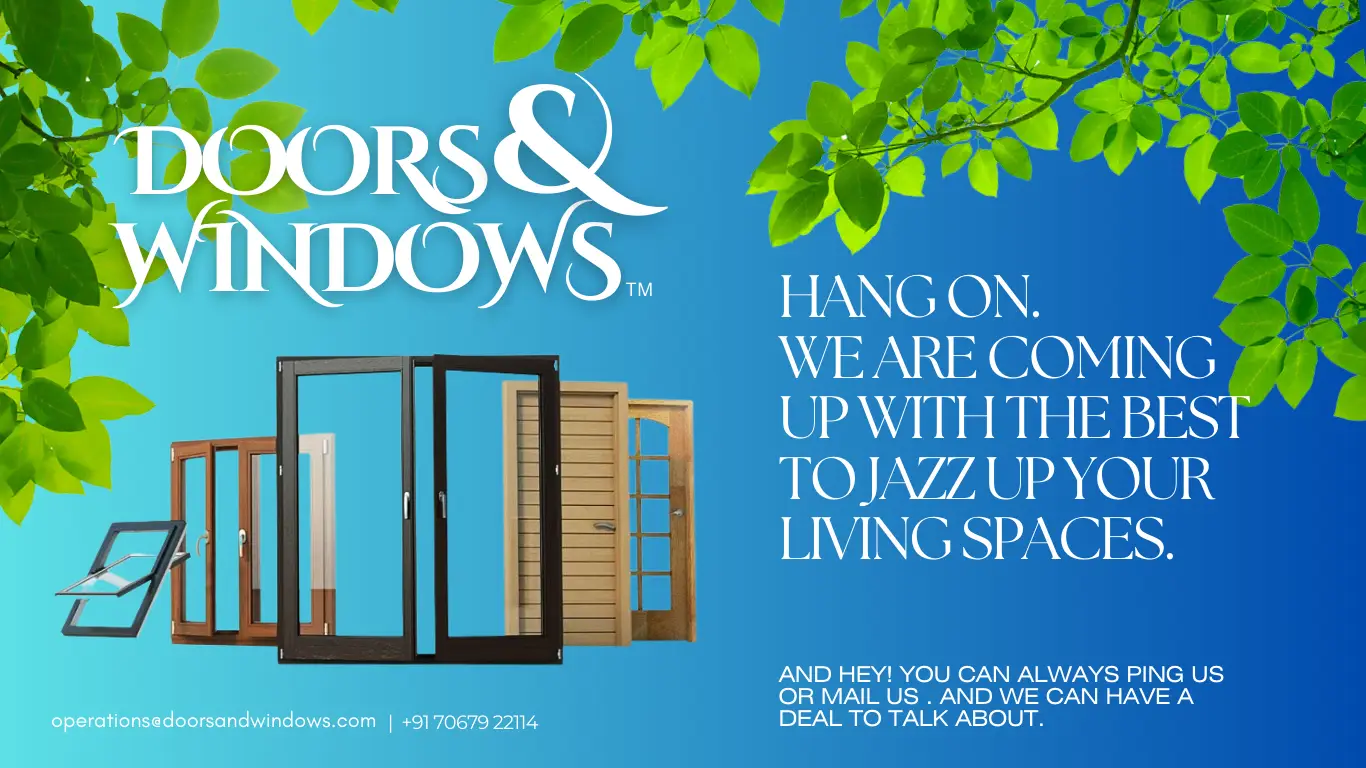 DOORS &
WINDOWS™
HANG ON.
WE ARE COMING
UP WITH THE BEST
TO JAZZ UP YOUR
LIVING SPACES.
AND HEY! YOU CAN ALWAYS PING US
OR MAIL US . AND WE CAN HAVE A
DEAL TO TALK ABOUT.
operations@doorsandwindows.com | +91 70679 22114